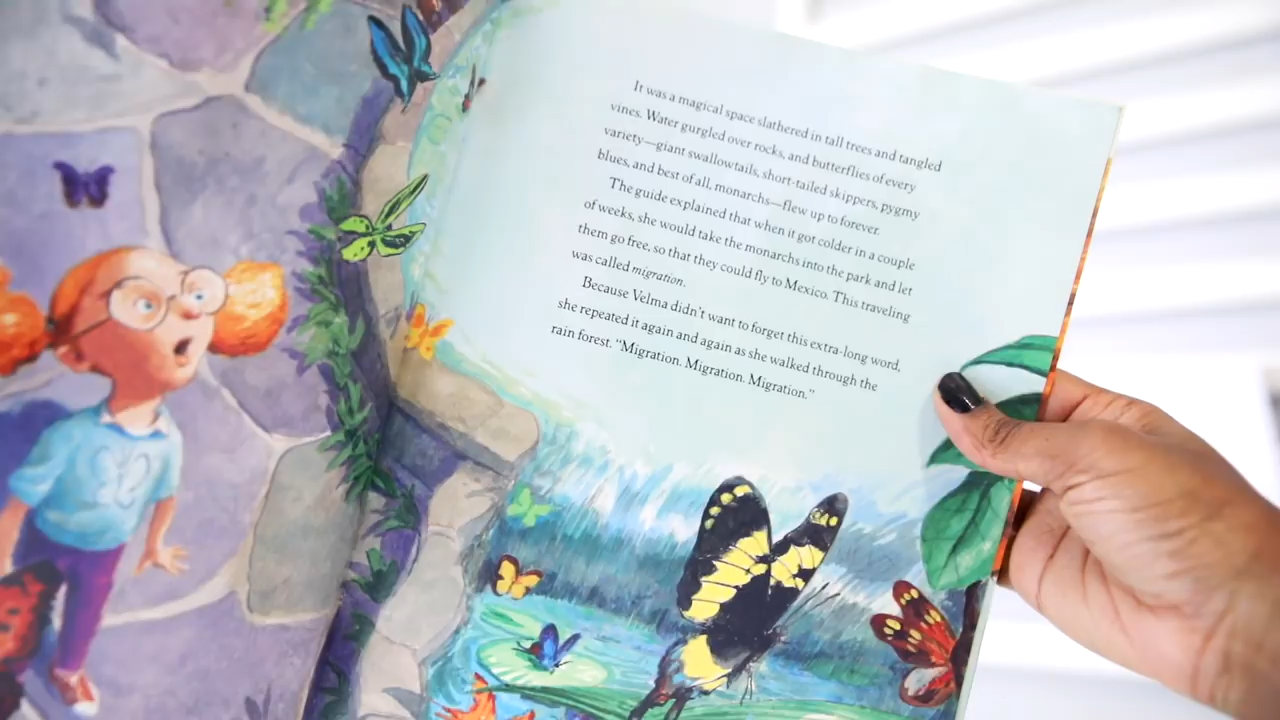 It was a magical space slathered in tall trees and tangled
vines. Water gurgled over rocks, and butterflies of every
variety—giant swallowtails, short-tailed skippers, pygmy
blues, and best of all, monarchs—flew up to forever.
The guide explained that when it got colder in a couple
of weeks, she would take the monarchs into the park and let
them go free, so that they could fly to Mexico. This traveling
was called migration.
Because Velma didn't want to forget this extra-long word,
she repeated it again and again as she walked through the
rain forest. “Migration. Migration. Migration.”